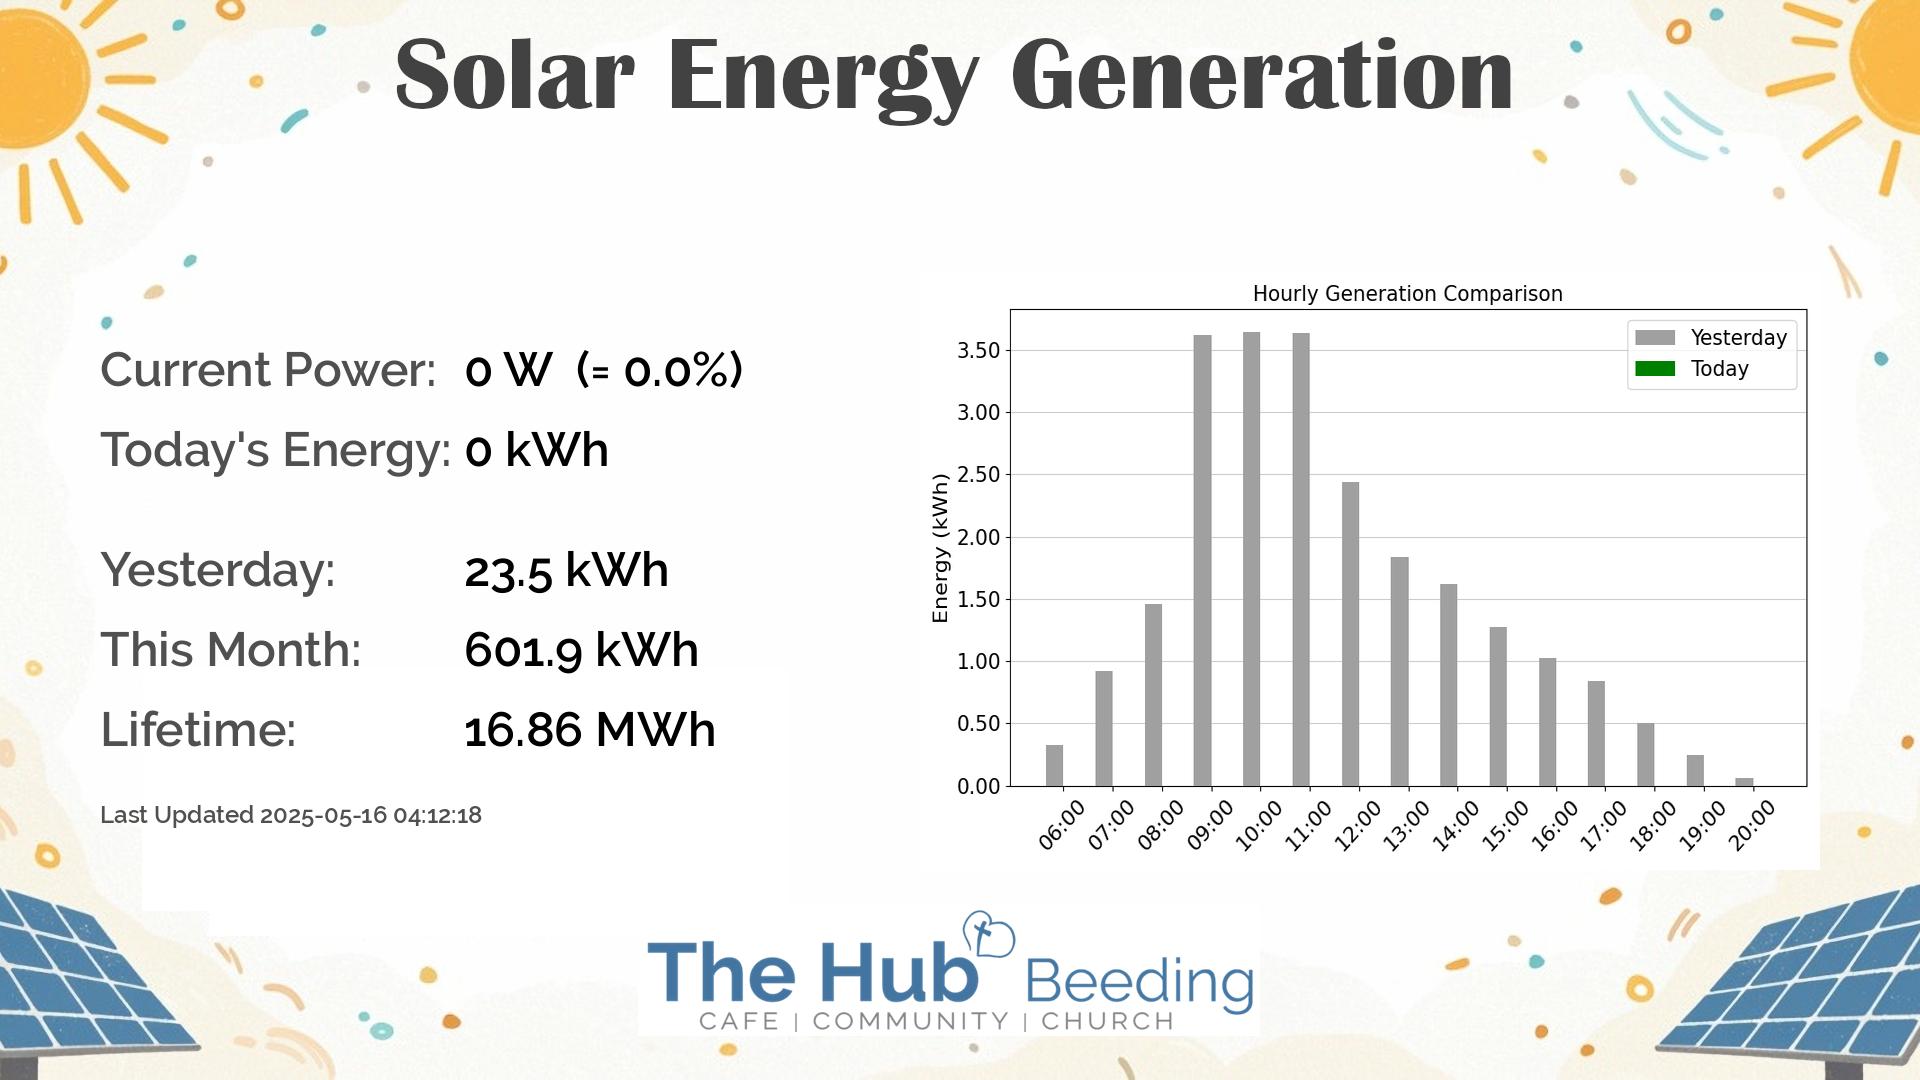 Solar Energy Generation
Current Power: 0 W (= 0.0%)
Today's Energy: 0 kWh
Yesterday: 23.5 kWh
This Month: 601.9 kWh
Lifetime: 16.86 MWh
Last Updated 2025-05-16 04:12:18
Hourly Generation Comparison
Yesterday
Today
Energy (kWh)
3.50
3.00
2.50
2.00
1.50
1.00
0.50
0.00
06:00 07:00 08:00 09:00 10:00 11:00 12:00 13:00 14:00 15:00 16:00 17:00 18:00 19:00 20:00
The Hub Beeding
CAFE | COMMUNITY | CHURCH